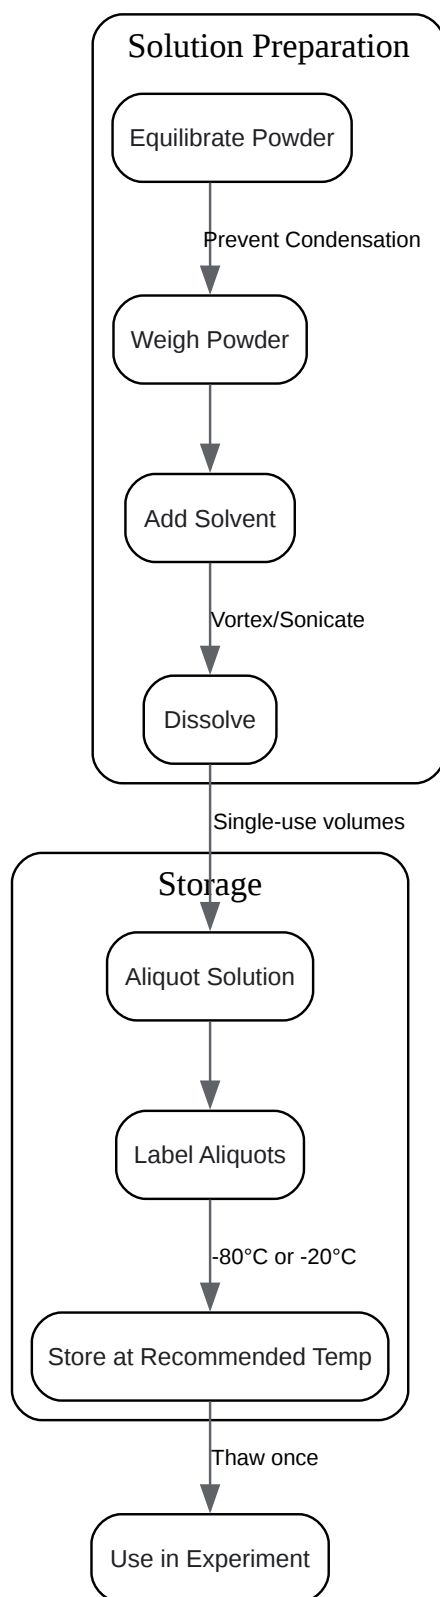 Solution Preparation
Equilibrate Powder
Prevent Condensation
Weigh Powder
Add Solvent
Vortex/Sonicate
Dissolve
Single-use volumes
Storage
Aliquot Solution
Label Aliquots
-80°C or -20°C
Store at Recommended Temp
Thaw once
Use in Experiment